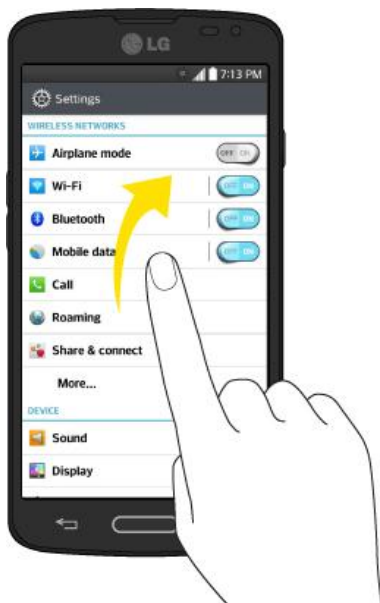 LG
7:13 PM
Settings
WIRELESS NETWORKS
Airplane mode
OFF ON
Wi-Fi
OFF ON
Bluetooth
OFF ON
Mobile data
OFF ON
Call
Roaming
Share & connect
More...
DEVICE
Sound
Display